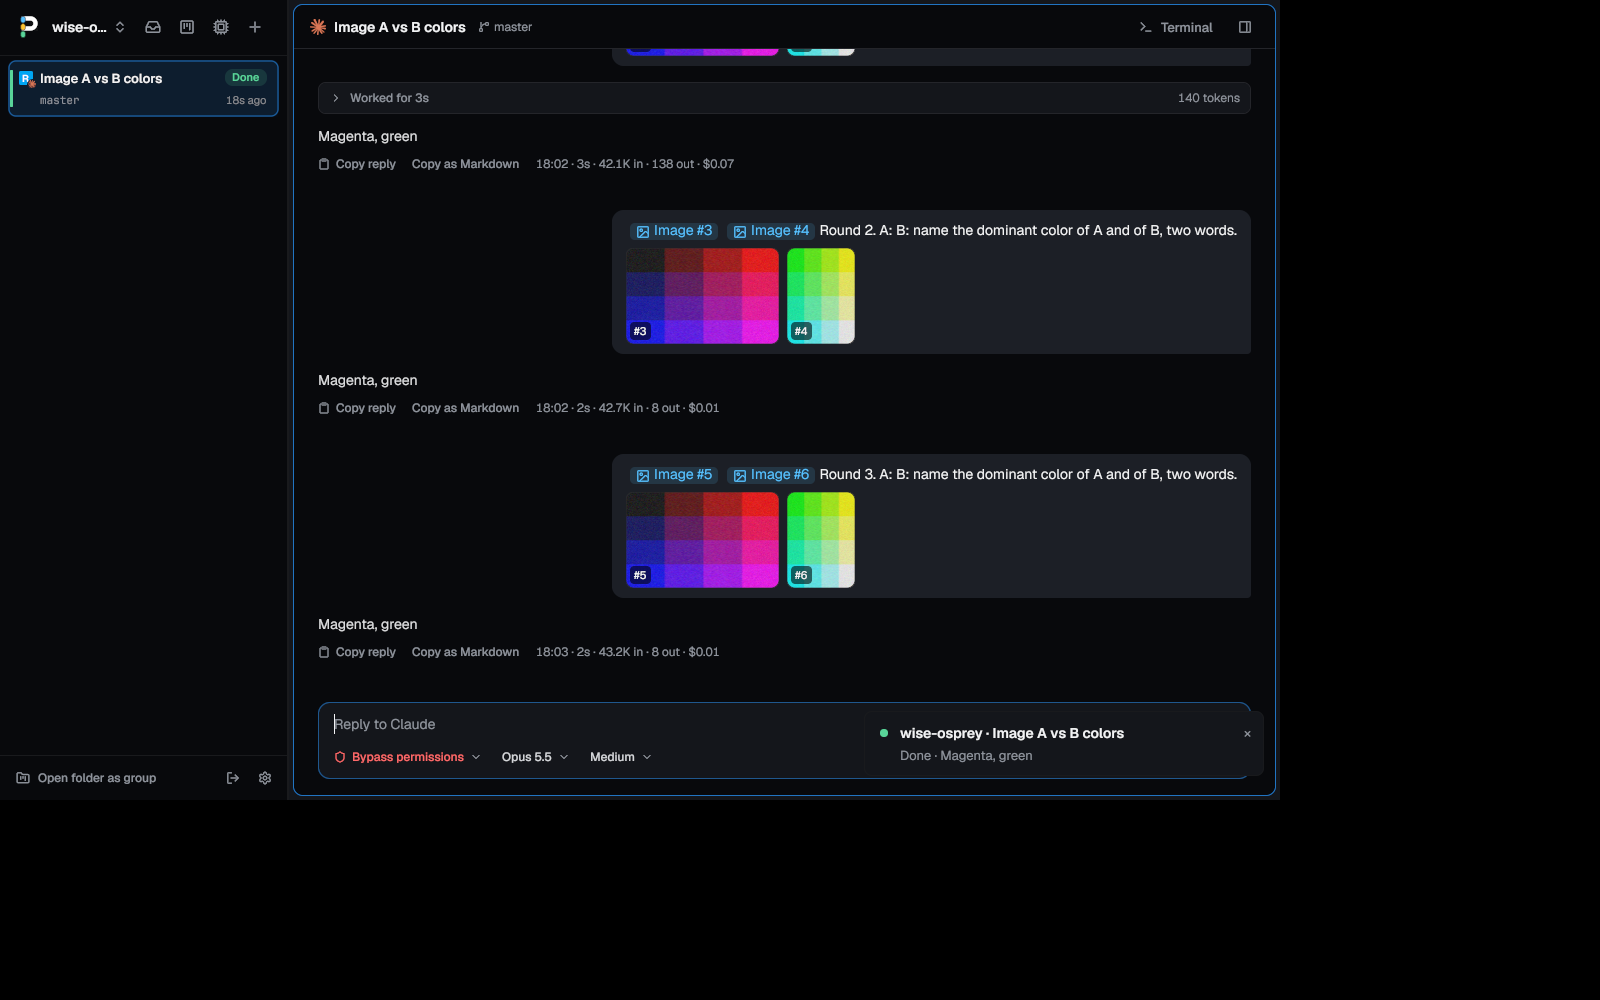 wise-o...
Image A vs B colors
Done
master
18s ago
Open folder as group
Image A vs B colors
master
Terminal
Worked for 3s
140 tokens
Magenta, green
Copy reply
Copy as Markdown
18:02 · 3s · 42.1K in · 138 out · $0.07
Image #3 Image #4 Round 2. A: B: name the dominant color of A and of B, two words.
#3
#4
Magenta, green
Copy reply
Copy as Markdown
18:02 · 2s · 42.7K in · 8 out · $0.01
Image #5 Image #6 Round 3. A: B: name the dominant color of A and of B, two words.
#5
#6
Magenta, green
Copy reply
Copy as Markdown
18:03 · 2s · 43.2K in · 8 out · $0.01
Reply to Claude
Bypass permissions
Opus 5.5
Medium
wise-osprey · Image A vs B colors
Done · Magenta, green